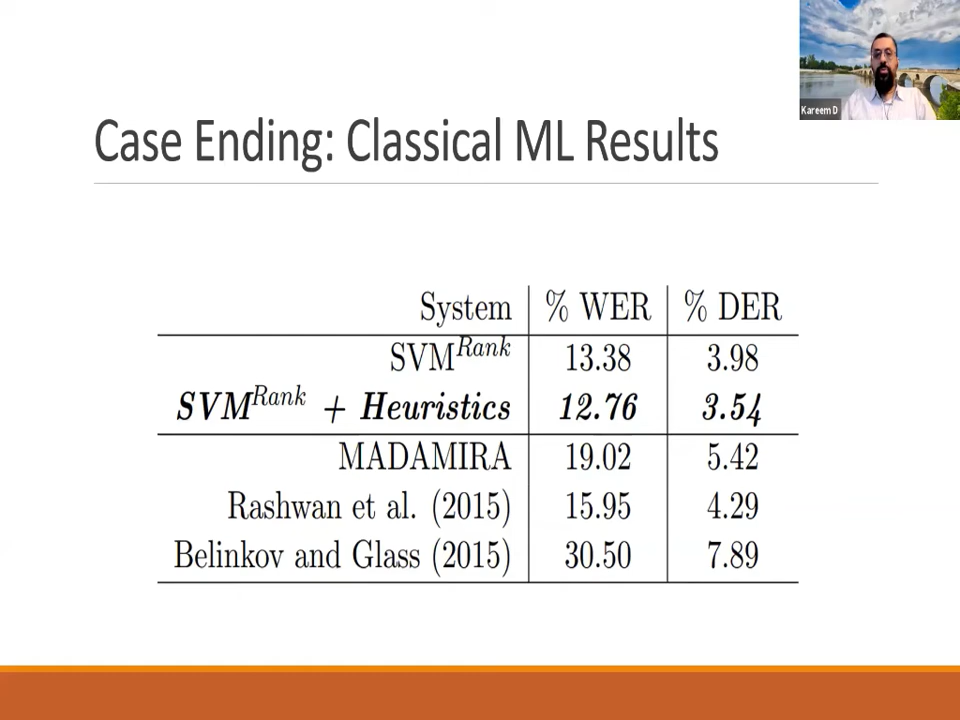 Kareem D
Case Ending: Classical ML Results
System % WER % DER
SVM^Rank 13.38 3.98
SVM^Rank + Heuristics 12.76 3.54
MADAMIRA 19.02 5.42
Rashwan et al. (2015) 15.95 4.29
Belinkov and Glass (2015) 30.50 7.89